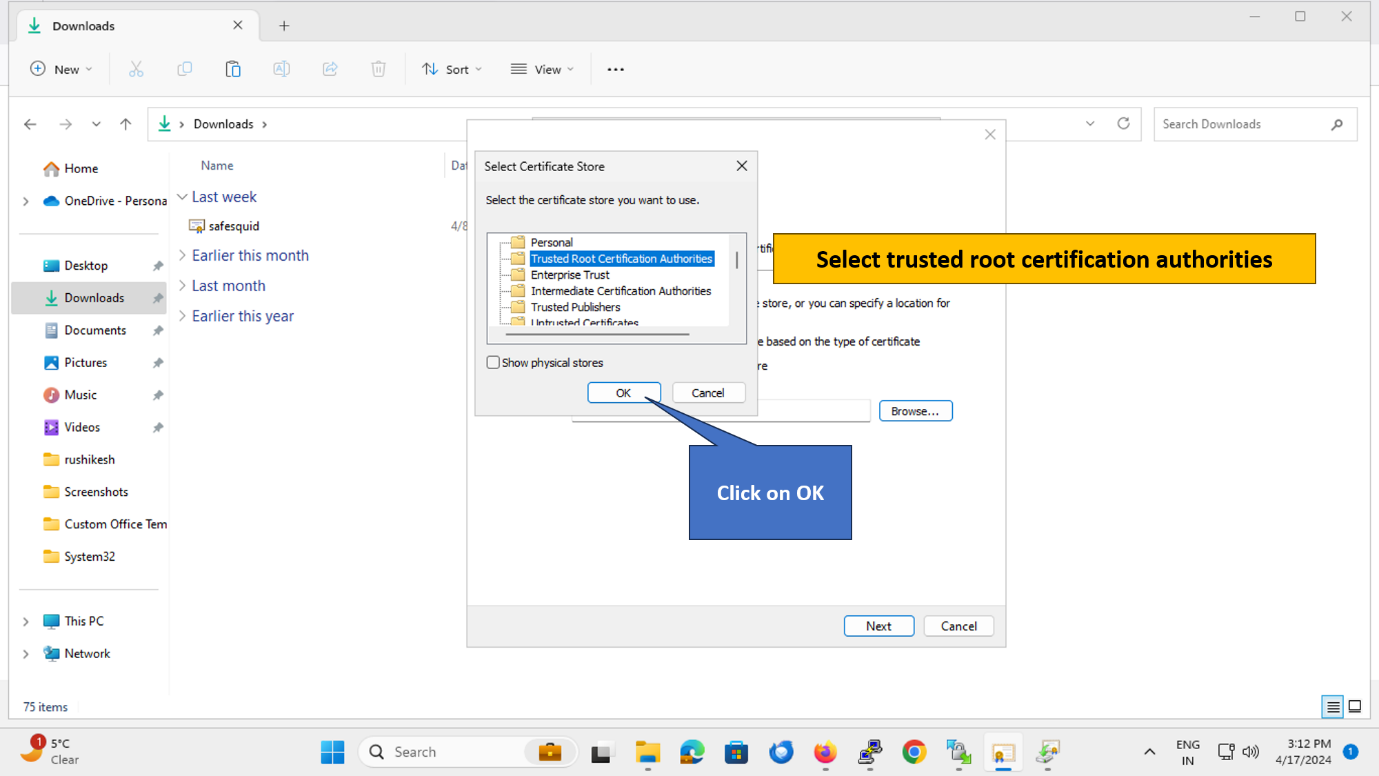 Downloads
New
Sort
View
Downloads
Search Downloads
Home
OneDrive - Persona
Desktop
Downloads
Documents
Pictures
Music
Videos
rushikesh
Screenshots
Custom Office Tem
System32
This PC
Network
Name
Dat
Last week
safesquid
4/8
Earlier this month
Last month
Earlier this year
Select Certificate Store
Select the certificate store you want to use.
Personal
Trusted Root Certification Authorities
Enterprise Trust
Intermediate Certification Authorities
Trusted Publishers
Untrusted Certificates
Show physical stores
OK
Cancel
Select trusted root certification authorities
store, or you can specify a location for
e based on the type of certificate
re
Browse...
Click on OK
Next
Cancel
75 items
1
5°C
Clear
Search
ENG
IN
3:12 PM
4/17/2024
1